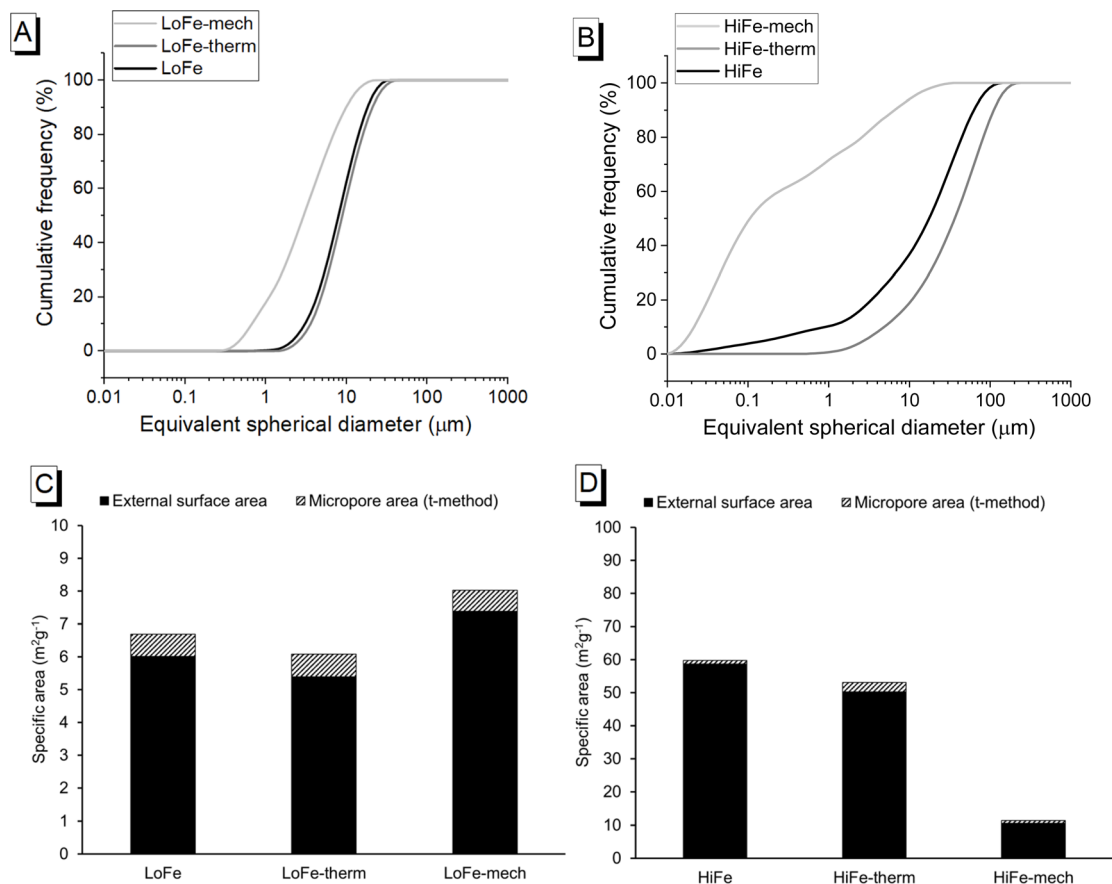 A
LoFe-mech
LoFe-therm
LoFe
Cumulative frequency (%)
100
80
60
40
20
0
0.01 0.1 1 10 100 1000
Equivalent spherical diameter (μm)
B
HiFe-mech
HiFe-therm
HiFe
Cumulative frequency (%)
100
80
60
40
20
0
0.01 0.1 1 10 100 1000
Equivalent spherical diameter (μm)
C
External surface area Micropore area (t-method)
Specific area (m²g⁻¹)
10
9
8
7
6
5
4
3
2
1
0
LoFe LoFe-therm LoFe-mech
D
External surface area Micropore area (t-method)
Specific area (m²g⁻¹)
100
90
80
70
60
50
40
30
20
10
0
HiFe HiFe-therm HiFe-mech